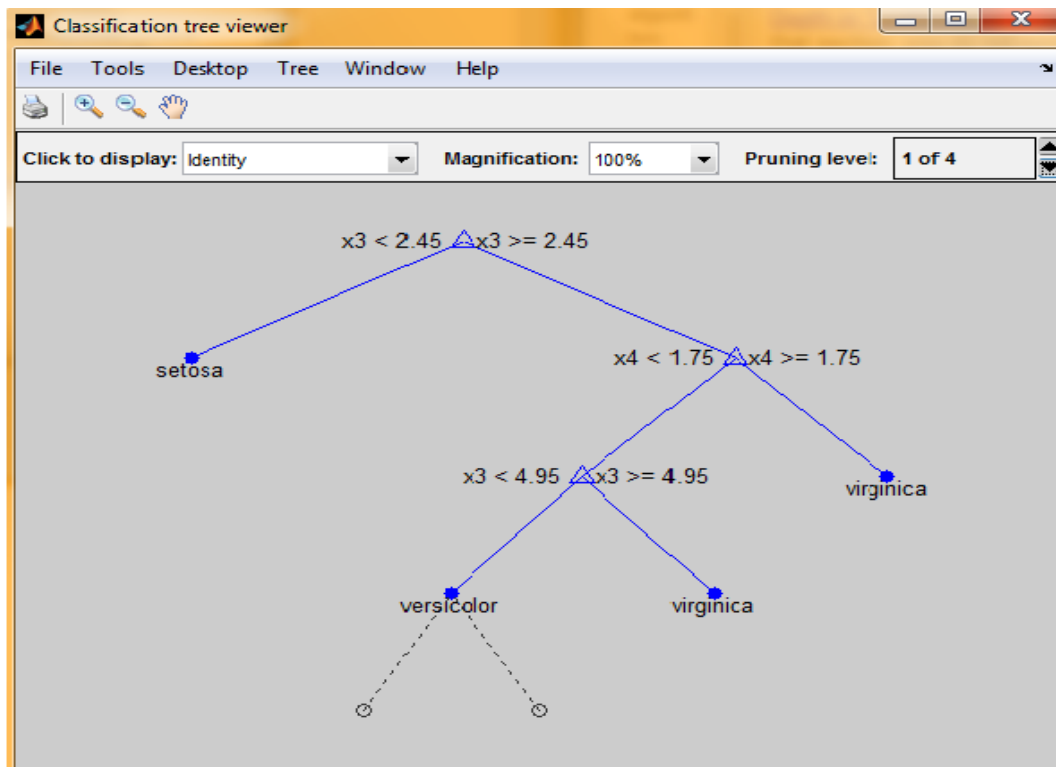 Classification tree viewer
File Tools Desktop Tree Window Help
Click to display: Identity Magnification: 100% Pruning level: 1 of 4
x3 < 2.45 x3 >= 2.45
setosa
x4 < 1.75 x4 >= 1.75
x3 < 4.95 x3 >= 4.95
virginica
versicolor virginica